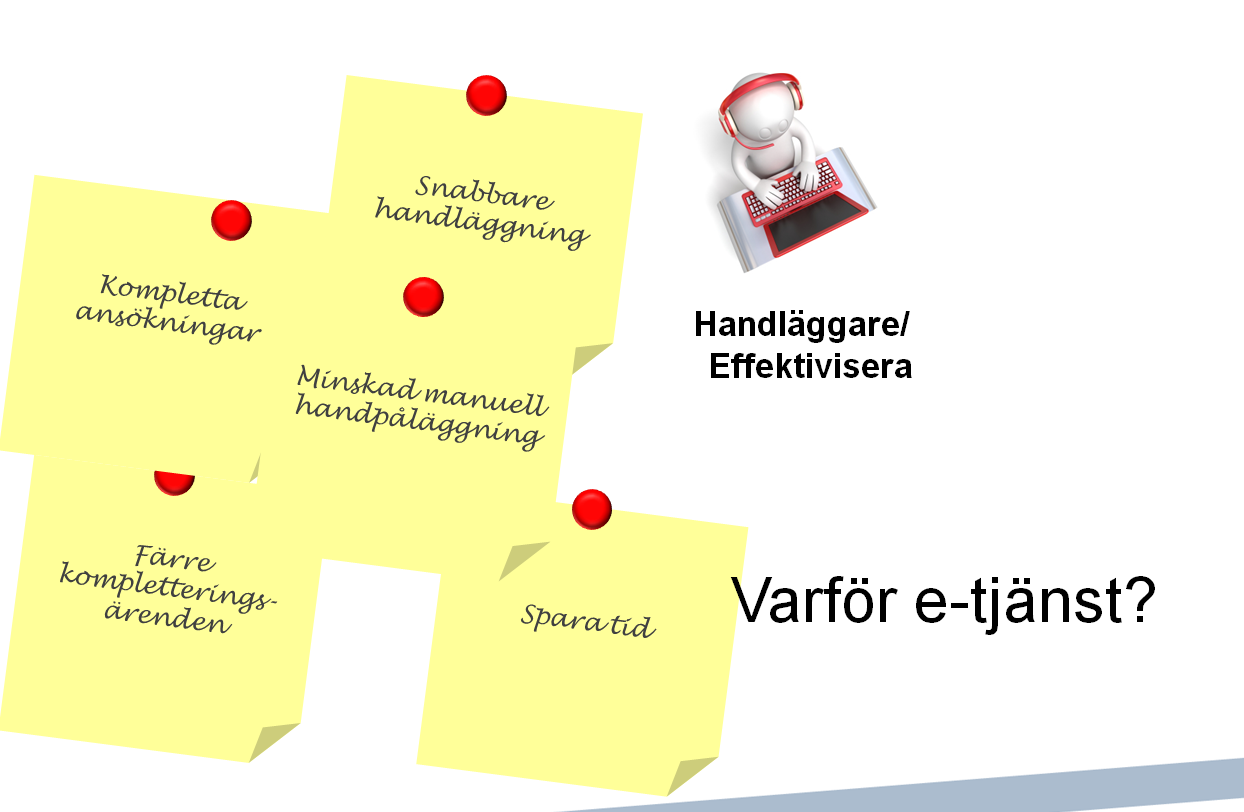 Snabbare
handläggning
Kompletta
ansökningar
Minskad manuell
handpåläggning
Färre
kompletterings-
ärenden
Spara tid
Handläggare/
Effektivisera
Varför e-tjänst?